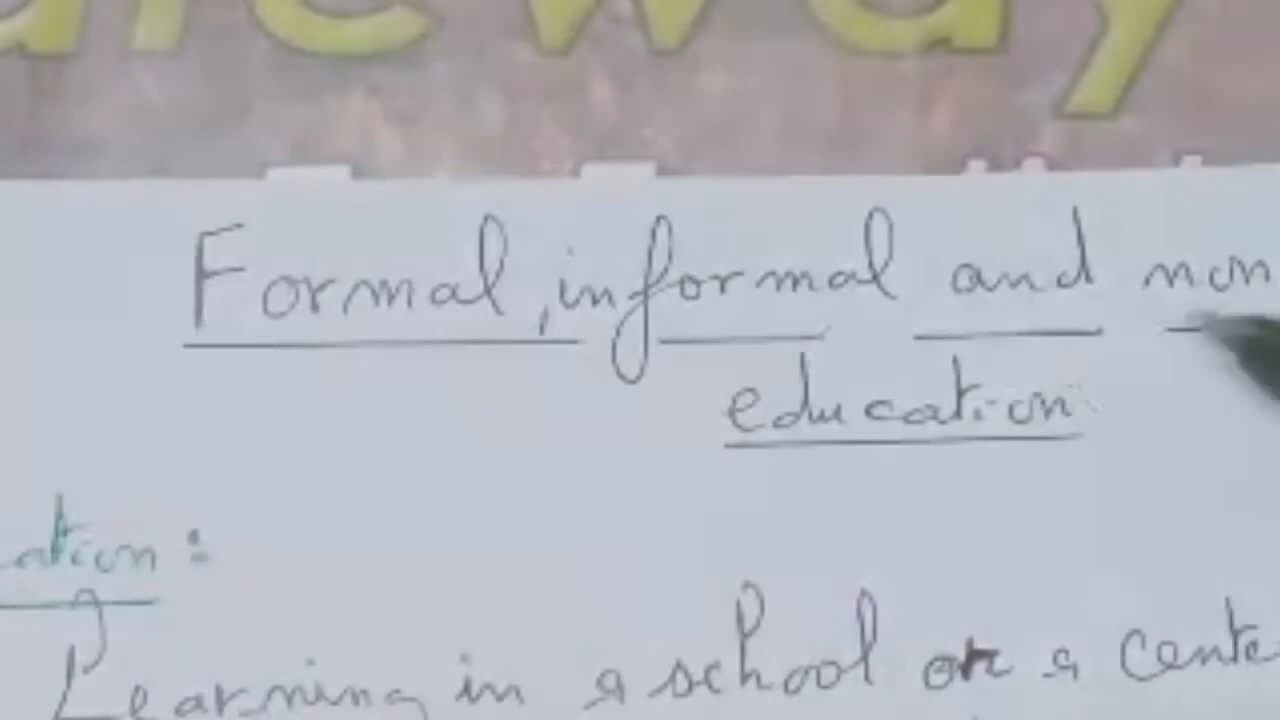 Formal, informal and non
education
ation:
Learning in a school or a cente